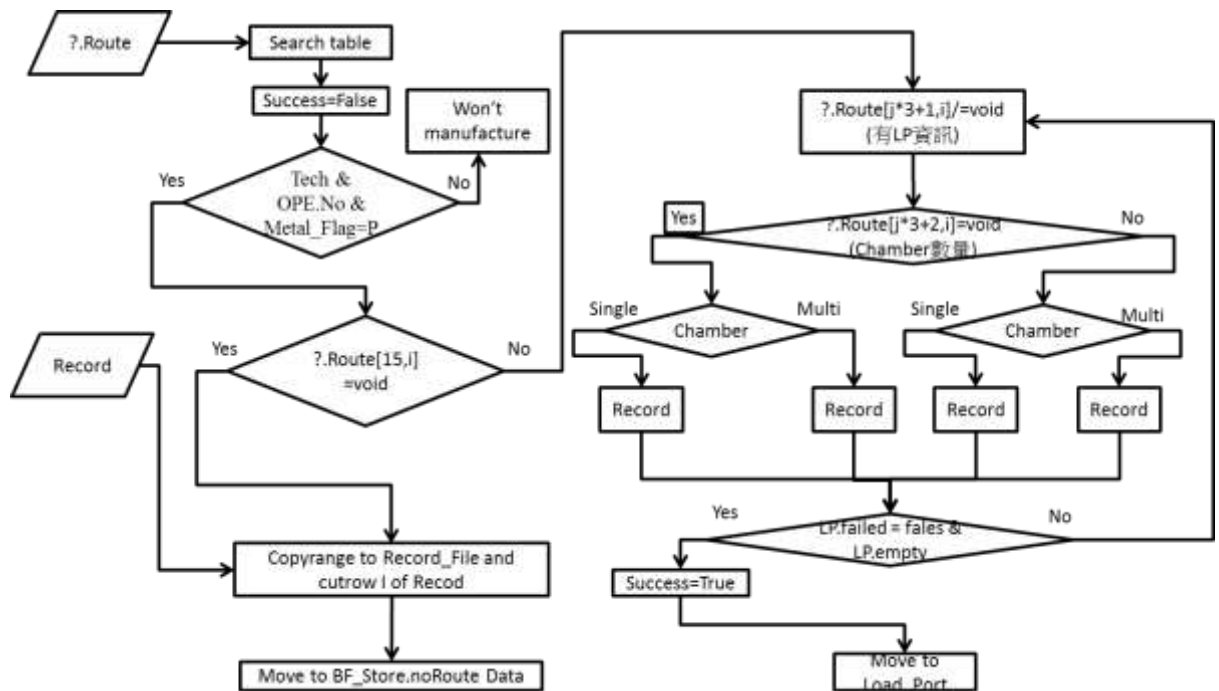 ?.Route
Search table
Success=False
Won't
manufacture
Yes
Tech &
OPE.No &
Metal_Flag=P
No
Record
Yes
?.Route[15,i]
=void
No
Copyrange to Record_File and
cutrow I of Recod
Move to BF_Store.noRoute Data
?.Route[j*3+1,i]/=void
(有LP資訊)
Yes
?.Route[j*3+2,i]=void
(Chamber數量)
No
Single
Chamber
Multi
Single
Chamber
Multi
Record
Record
Record
Record
Yes
LP.failed = fales &
LP.empty
No
Success=True
Move to
Load_Port